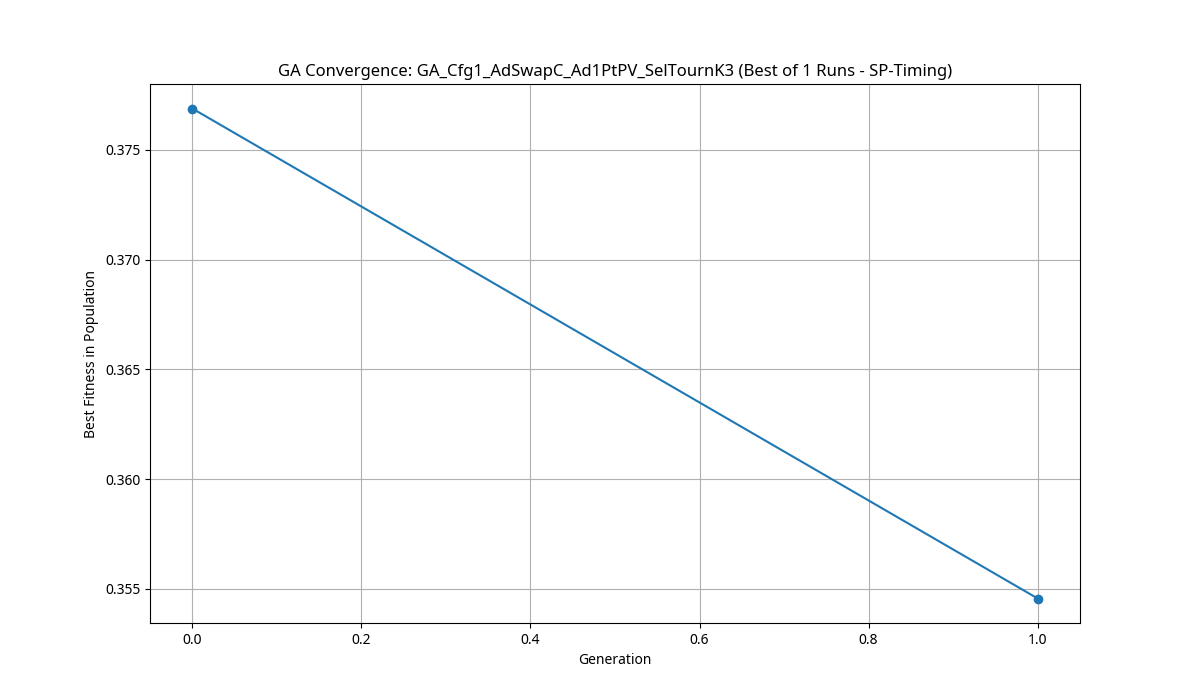 GA Convergence: GA_Cfg1_AdSwapC_Ad1PtPV_SelTournK3 (Best of 1 Runs - SP-Timing)
Best Fitness in Population
0.375
0.370
0.365
0.360
0.355
0.0 0.2 0.4 0.6 0.8 1.0
Generation